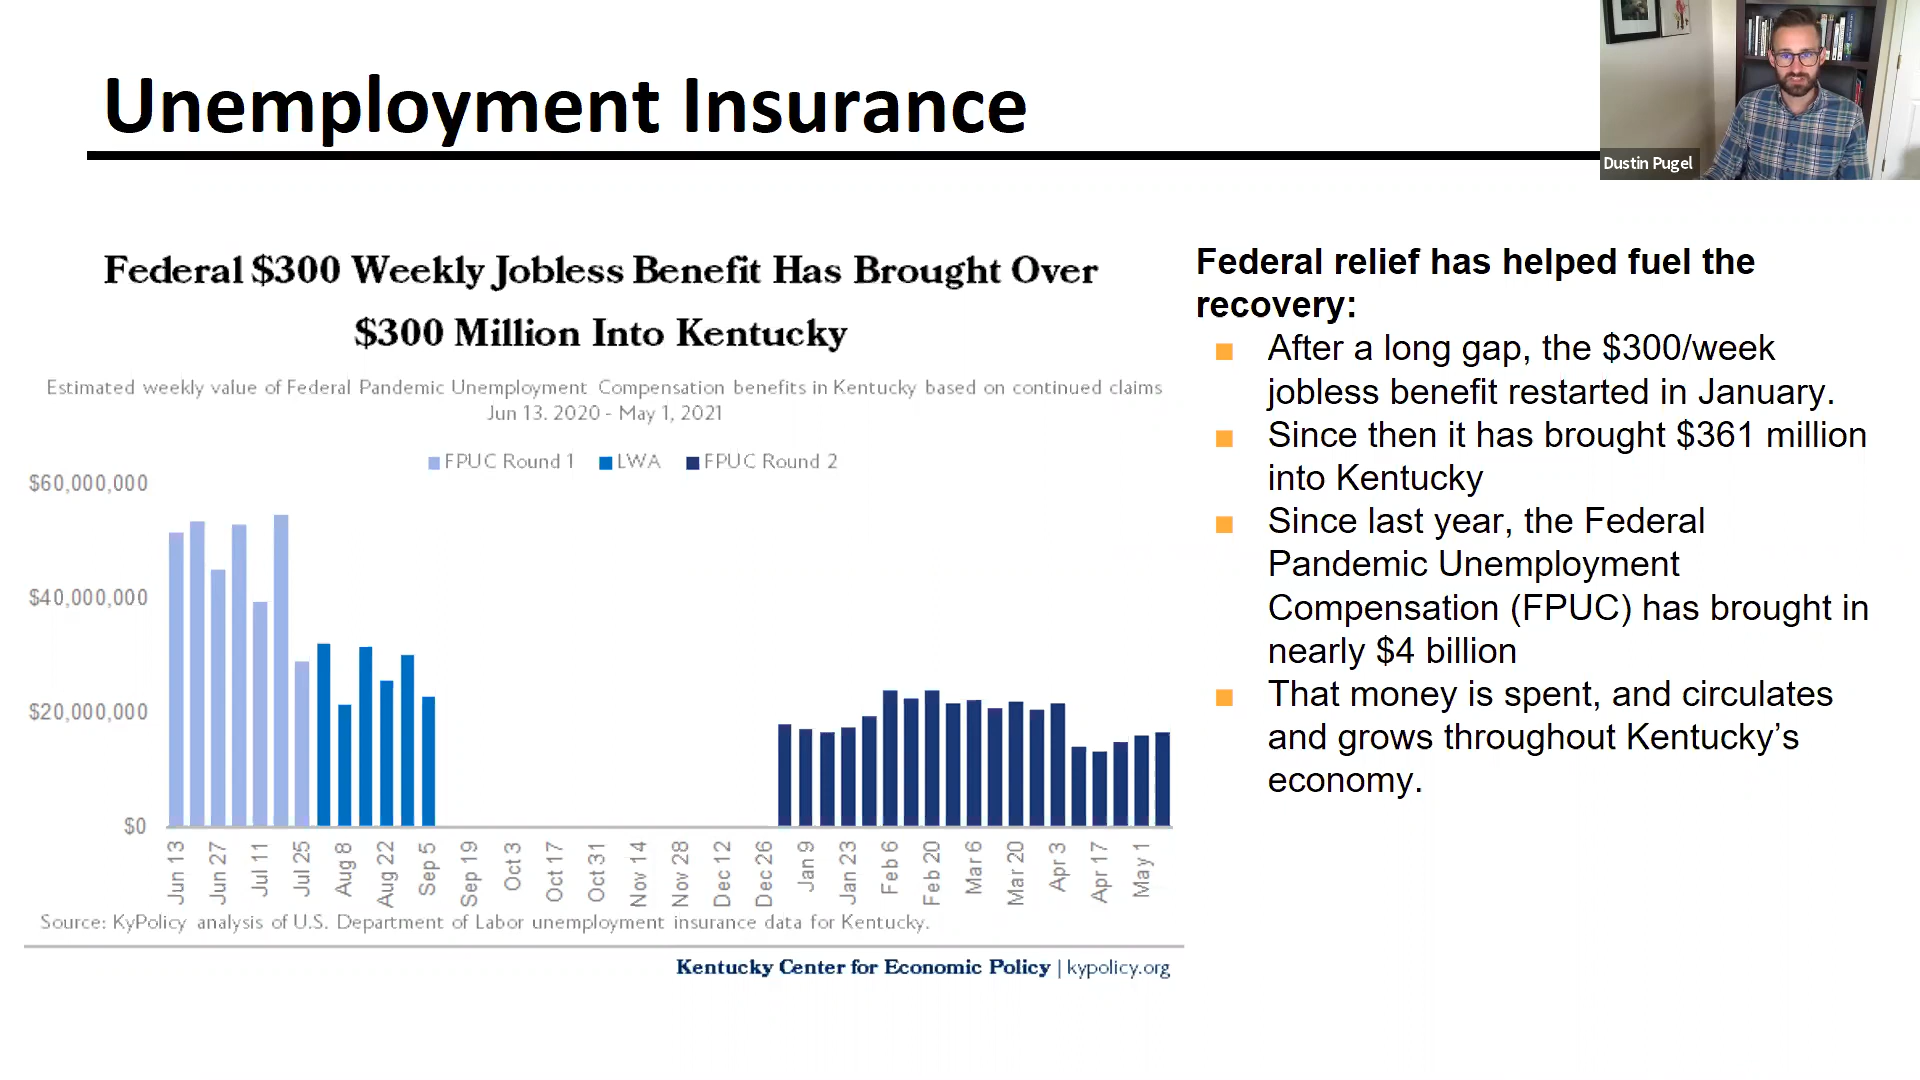 Unemployment Insurance
Dustin Pugel
Federal $300 Weekly Jobless Benefit Has Brought Over
$300 Million Into Kentucky
Estimated weekly value of Federal Pandemic Unemployment Compensation benefits in Kentucky based on continued claims
Jun 13. 2020 - May 1, 2021
FPUC Round 1 LWA FPUC Round 2
$60,000,000
$40,000,000
$20,000,000
$0
Jun 13 Jun 27 Jul 11 Jul 25 Aug 8 Aug 22 Sep 5 Sep 19 Oct 3 Oct 17 Oct 31 Nov 14 Nov 28 Dec 12 Dec 26 Jan 9 Jan 23 Feb 6 Feb 20 Mar 6 Mar 20 Apr 3 Apr 17 May 1
Source: KyPolicy analysis of U.S. Department of Labor unemployment insurance data for Kentucky.
Kentucky Center for Economic Policy | kypolicy.org
Federal relief has helped fuel the
recovery:
After a long gap, the $300/week
jobless benefit restarted in January.
Since then it has brought $361 million
into Kentucky
Since last year, the Federal
Pandemic Unemployment
Compensation (FPUC) has brought in
nearly $4 billion
That money is spent, and circulates
and grows throughout Kentucky’s
economy.